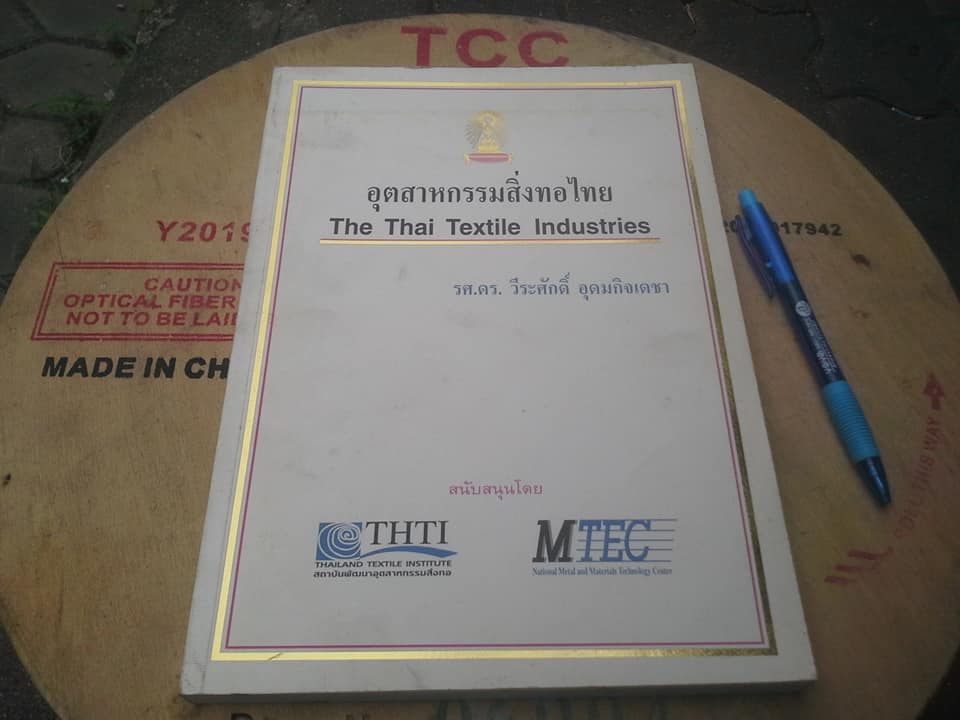 TCC
อุตสาหกรรมสิ่งทอไทย
The Thai Textile Industries
Y2019
017942
รศ.ดร. วีระศักดิ์ อุดมกิจเดชา
CAUTION
OPTICAL FIBER
NOT TO BE LAI
MADE IN CH
THIS WAY
สนับสนุนโดย
THTI
THAILAND TEXTILE INSTITUTE
สถาบันพัฒนาอุตสาหกรรมสิ่งทอ
MTEC
National Metal and Materials Technology Center